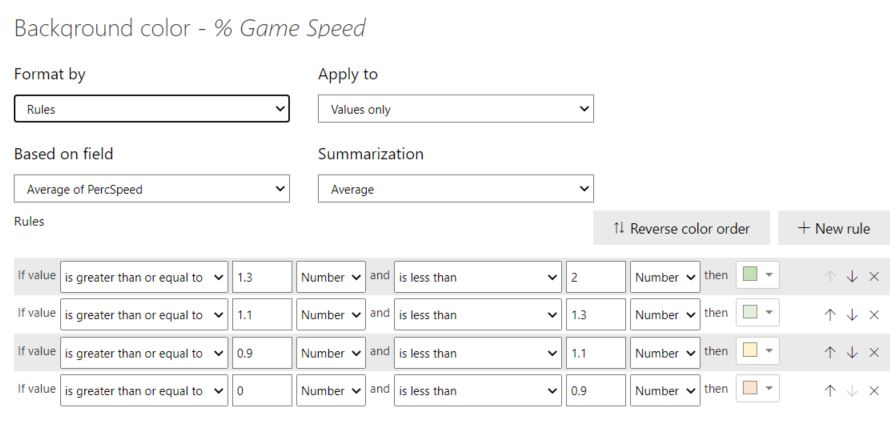 Background color - % Game Speed
Format by Apply to
Rules Values only
Based on field Summarization
Average of PercSpeed Average
Rules Reverse color order + New rule
If value is greater than or equal to 1.3 Number and is less than 2 Number then
If value is greater than or equal to 1.1 Number and is less than 1.3 Number then
If value is greater than or equal to 0.9 Number and is less than 1.1 Number then
If value is greater than or equal to 0 Number and is less than 0.9 Number then